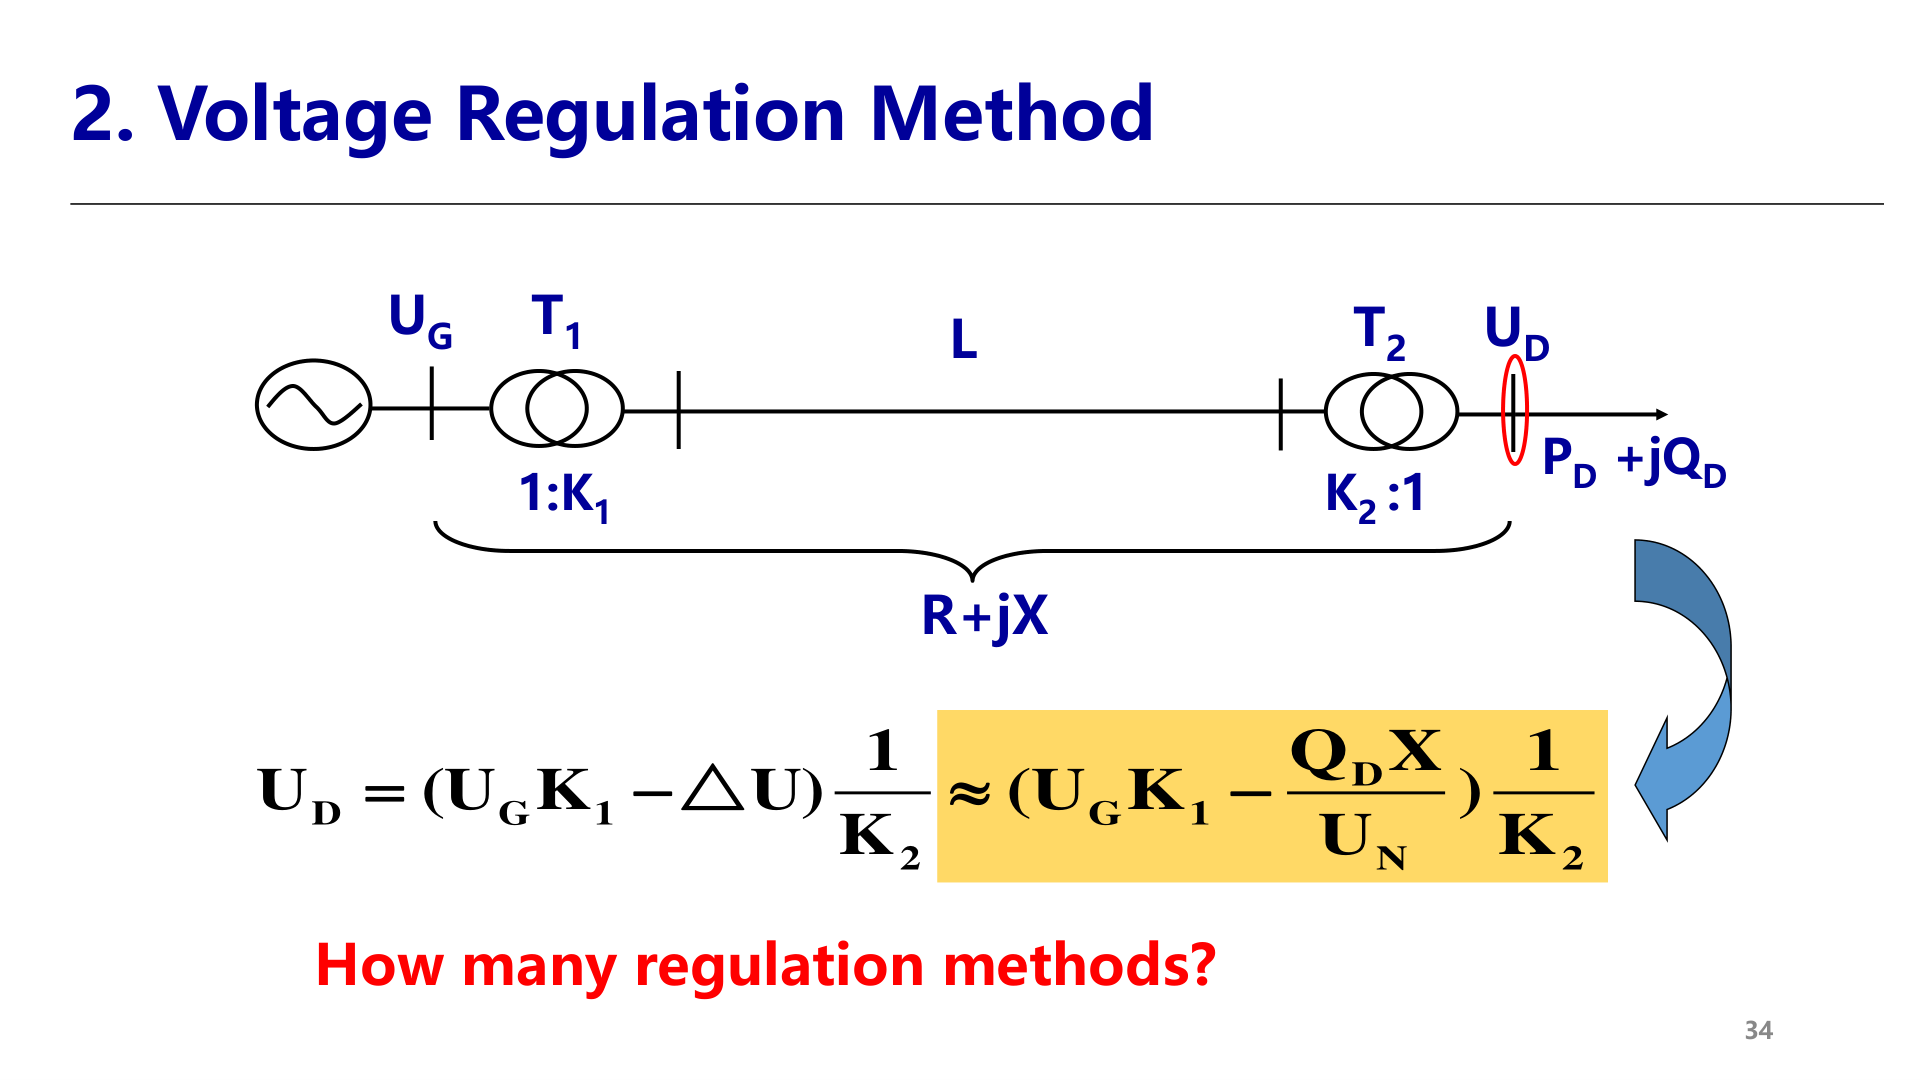 2. Voltage Regulation Method
U_G T_1 L T_2 U_D
P_D +jQ_D
1:K_1 K_2 :1
R+jX
U_D = (U_G K_1 − △U) 1/K_2 ≈ (U_G K_1 − Q_D X/U_N ) 1/K_2
How many regulation methods?
34